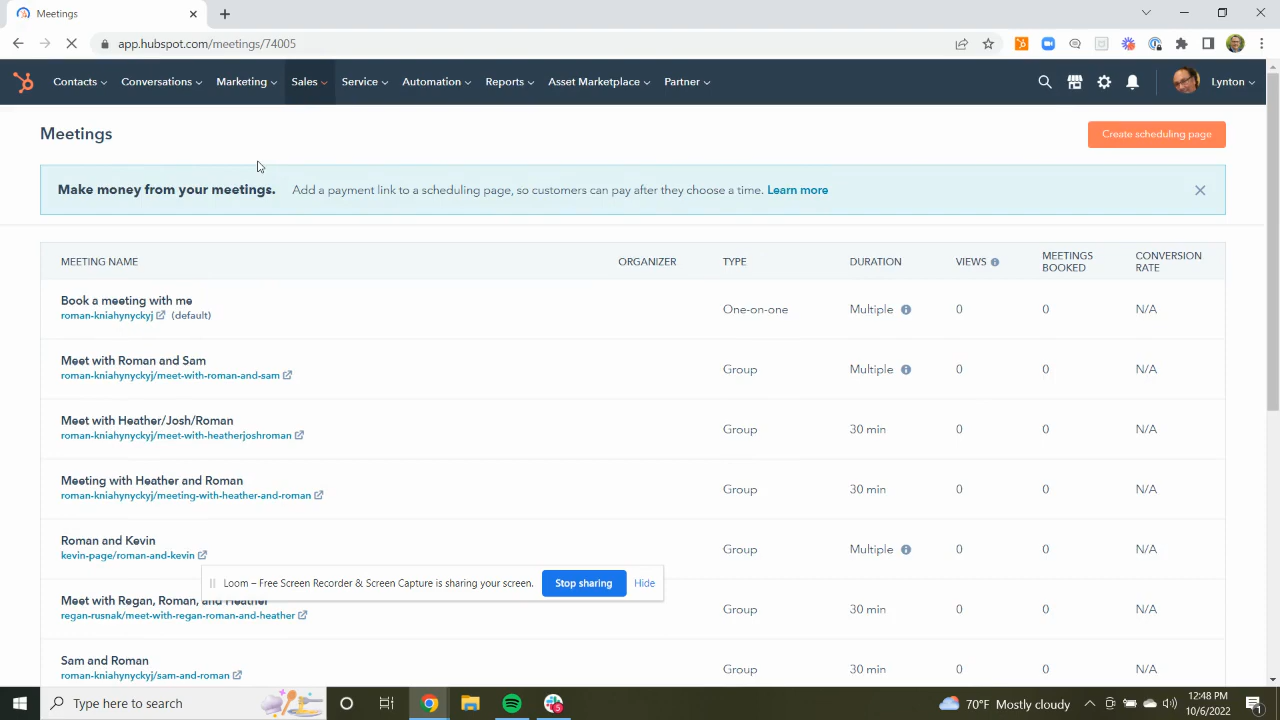 Meetings
app.hubspot.com/meetings/74005
Contacts Conversations Marketing Sales Service Automation Reports Asset Marketplace Partner Lynton
Meetings
Create scheduling page
Make money from your meetings. Add a payment link to a scheduling page, so customers can pay after they choose a time. Learn more
MEETING NAME ORGANIZER TYPE DURATION VIEWS MEETINGS BOOKED CONVERSION RATE
Book a meeting with me
roman-kniahynyckyj (default)
One-on-one Multiple 0 0 N/A
Meet with Roman and Sam
roman-kniahynyckyj/meet-with-roman-and-sam
Group Multiple 0 0 N/A
Meet with Heather/Josh/Roman
roman-kniahynyckyj/meet-with-heatherjoshroman
Group 30 min 0 0 N/A
Meeting with Heather and Roman
roman-kniahynyckyj/meeting-with-heather-and-roman
Group 30 min 0 0 N/A
Roman and Kevin
kevin-page/roman-and-kevin
Group Multiple 0 0 N/A
Loom – Free Screen Recorder & Screen Capture is sharing your screen. Stop sharing Hide
Meet with Regan, Roman, and Heather
regan-rusnak/meet-with-regan-roman-and-heather
Group 30 min 0 0 N/A
Sam and Roman
roman-kniahynyckyj/sam-and-roman
Group 30 min 0 0 N/A
Type here to search
70°F Mostly cloudy
12:48 PM
10/6/2022